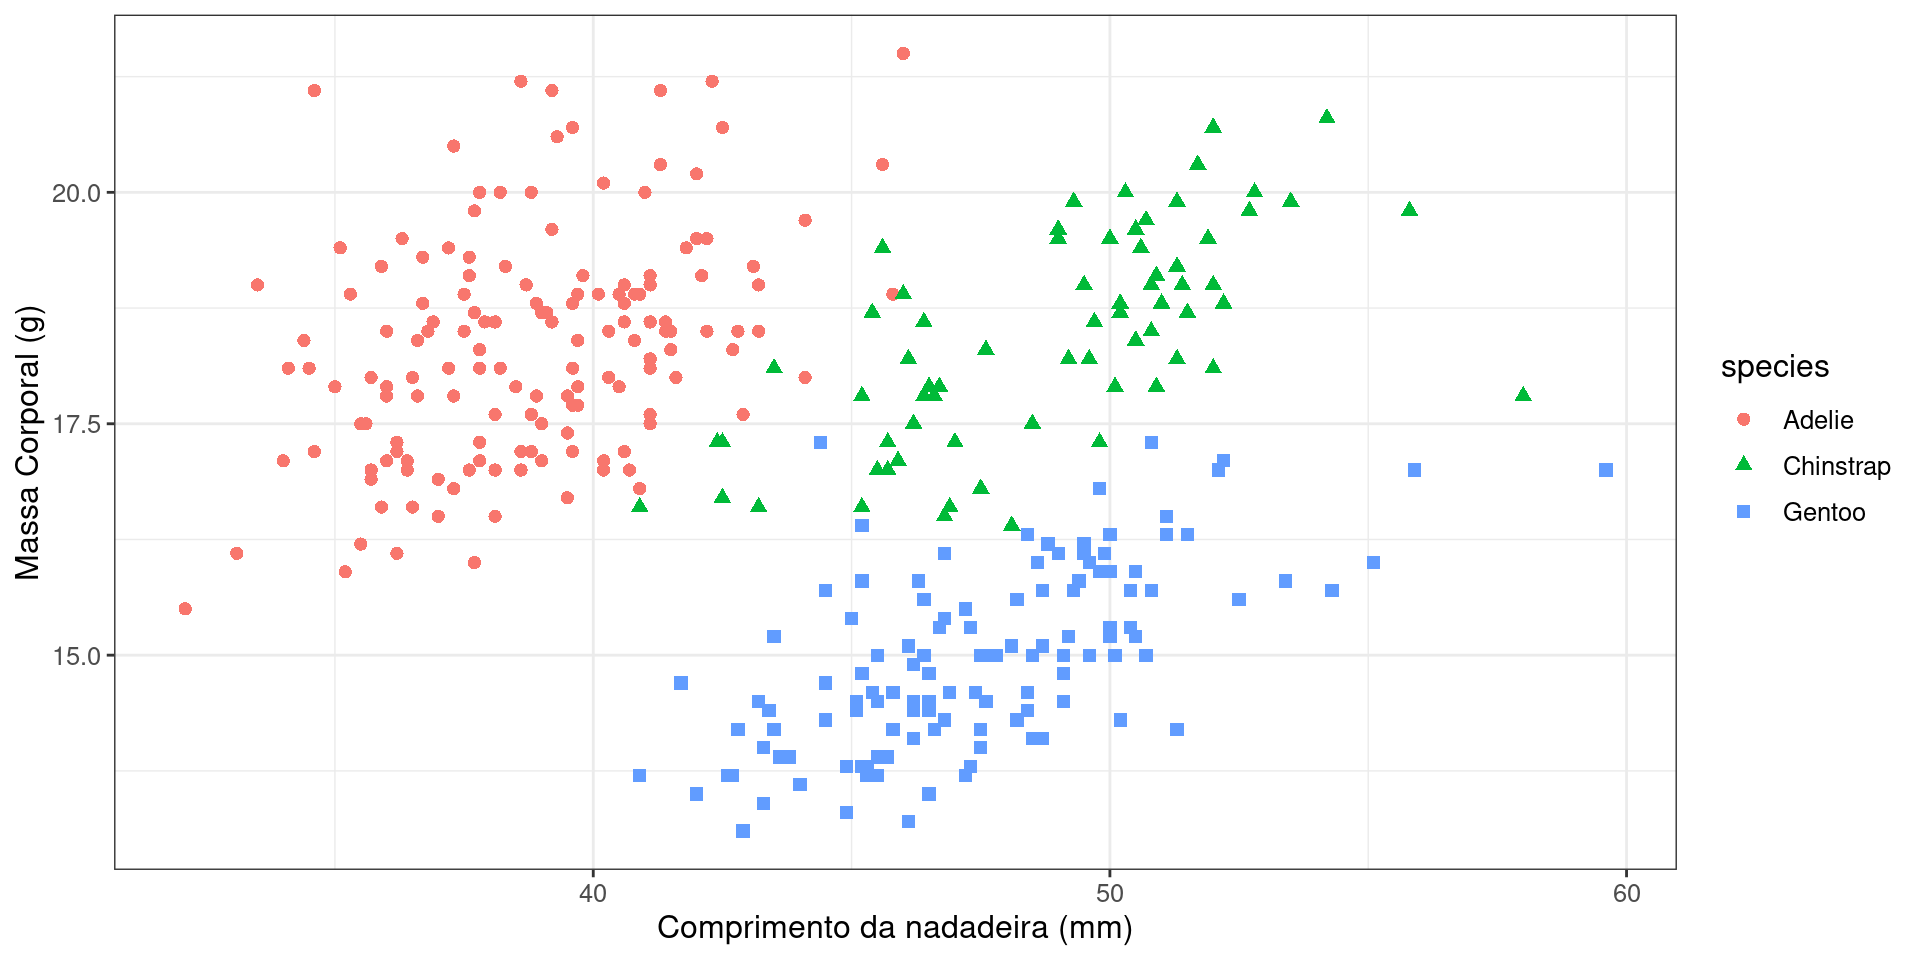 Massa Corporal (g)
20.0
17.5
15.0
40 50 60
Comprimento da nadadeira (mm)
species
Adelie
Chinstrap
Gentoo